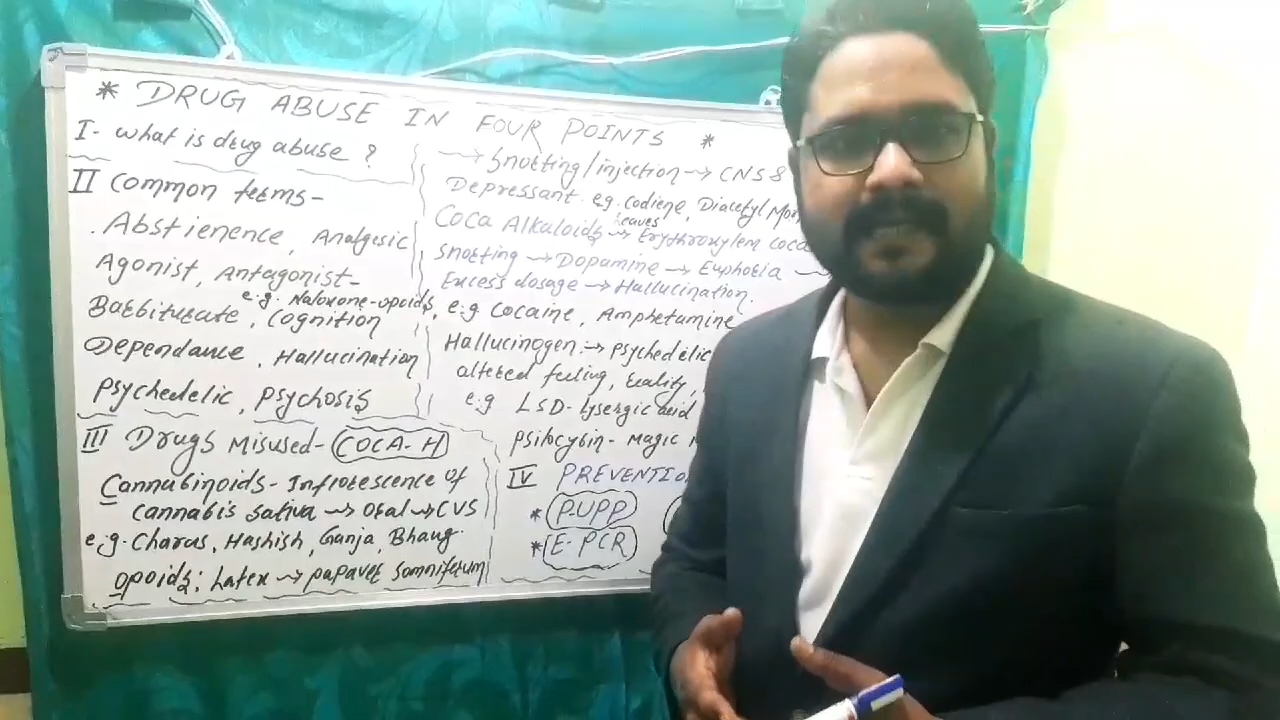 * DRUG ABUSE IN FOUR POINTS *
I- what is drug abuse ?
II Common terms-
Abstienence, Analgesic
Agonist, Antagonist-
e.g. Naloxone-opoids,
Barbiturate, Cognition
Dependance, Hallucination
Psychedelic, Psychosis
III Drugs Misused- COCA-H
Cannabinoids- Inflorescence of
cannabis sativa → Oral → CVS
e.g. Charas, Hashish, Ganja, Bhang.
Opoids: Latex → papaver somniferum
→ Snorting/injection → CNS &
Depressant. e.g. Codiene, Diacetyl Mor
Coca Alkaloids → leaves Erythroxylem coca
Snorting → Dopamine → Euphoria →
Excess dosage → Hallucination.
e.g Cocaine, Amphetamine
Hallucinogen: → Psychedelic
altered feeling, reality,
e.g LSD- Lysergic acid
Psilocybin- Magic
IV PREVENTIO
* P.UPP
* E-PCR